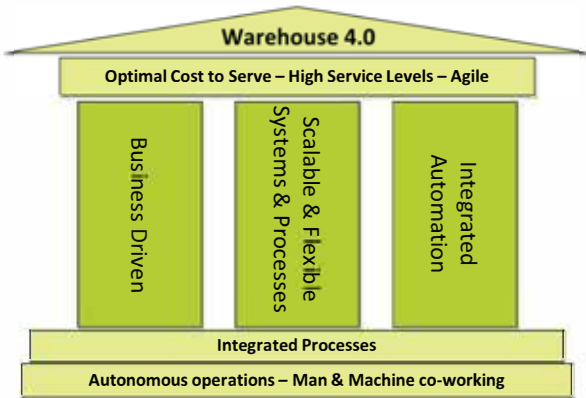 Warehouse 4.0
Optimal Cost to Serve – High Service Levels – Agile
Business Driven
Scalable & Flexible
Systems & Processes
Integrated
Automation
Integrated Processes
Autonomous operations – Man & Machine co-working